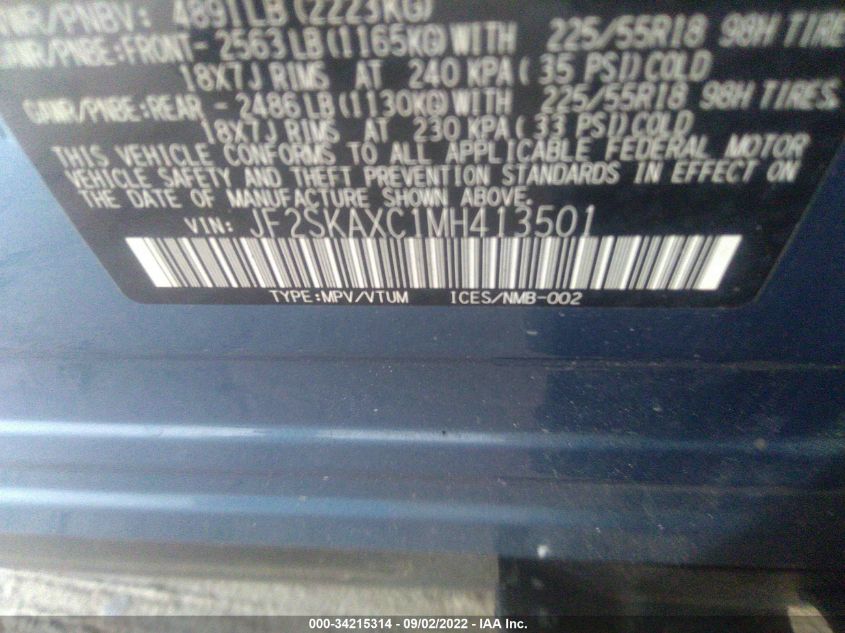 GVWR/PNBV: 4891LB(2223KG)
GAWR/PNBE:FRONT-2563LB(1165KG)WITH 225/55R18 98H TIRES
18X7J RIMS AT 240 KPA(35 PSI)COLD
GAWR/PNBE:REAR -2486LB(1130KG)WITH 225/55R18 98H TIRES
18X7J RIMS AT 230 KPA(33 PSI)COLD
THIS VEHICLE CONFORMS TO ALL APPLICABLE FEDERAL MOTOR
VEHICLE SAFETY AND THEFT PREVENTION STANDARDS IN EFFECT ON
THE DATE OF MANUFACTURE SHOWN ABOVE.
VIN: JF2SKAXC1MH413501
TYPE:MPV/VTUM ICES/NMB-002
000-34215314 - 09/02/2022 - IAA Inc.